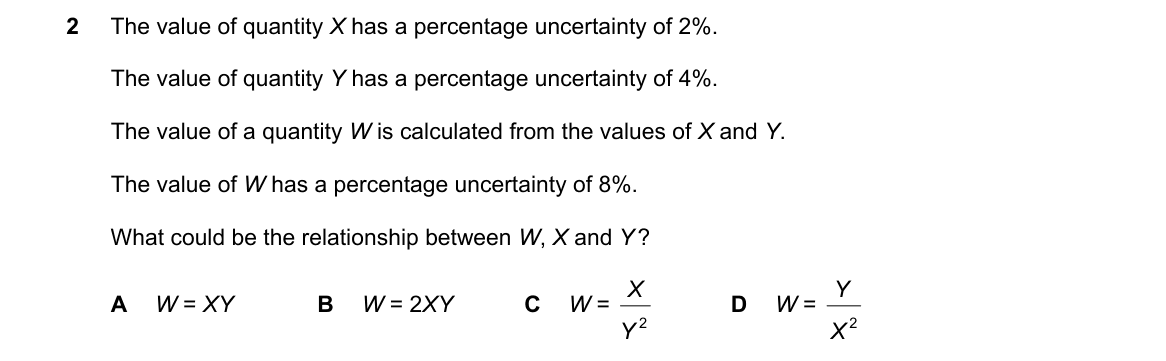 2 The value of quantity X has a percentage uncertainty of 2%.
The value of quantity Y has a percentage uncertainty of 4%.
The value of a quantity W is calculated from the values of X and Y.
The value of W has a percentage uncertainty of 8%.
What could be the relationship between W, X and Y?
A W = XY B W = 2XY C W = X/Y² D W = Y/X²